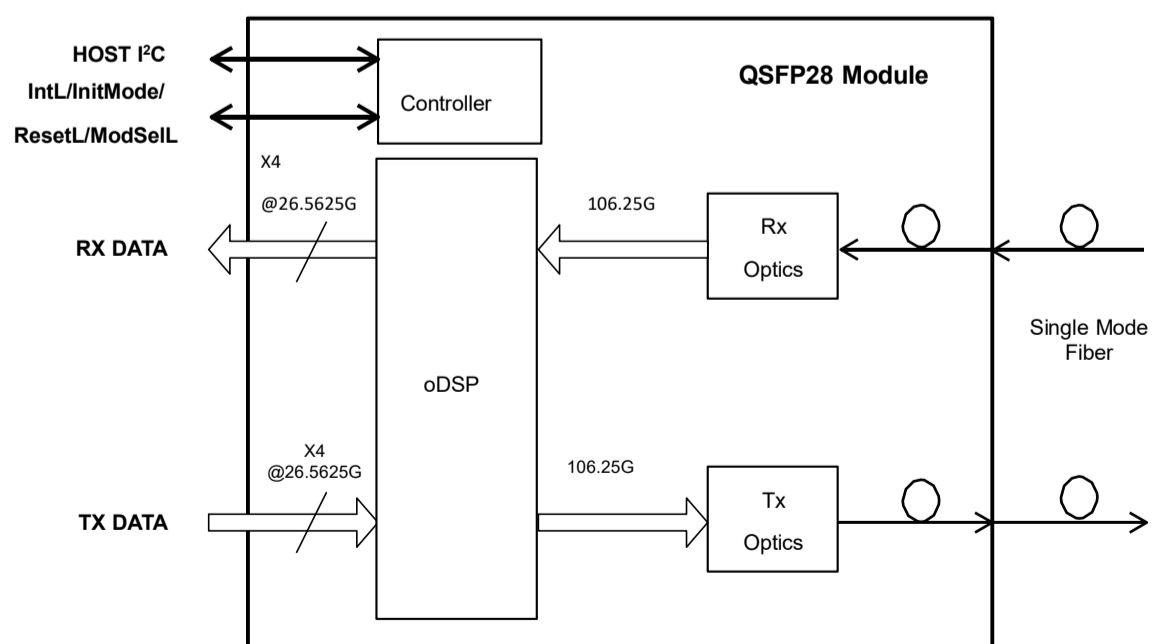 HOST I²C
IntL/InitMode/
ResetL/ModSelL
Controller
QSFP28 Module
X4
@26.5625G
RX DATA
106.25G
Rx
Optics
Single Mode
Fiber
oDSP
X4
@26.5625G
TX DATA
106.25G
Tx
Optics